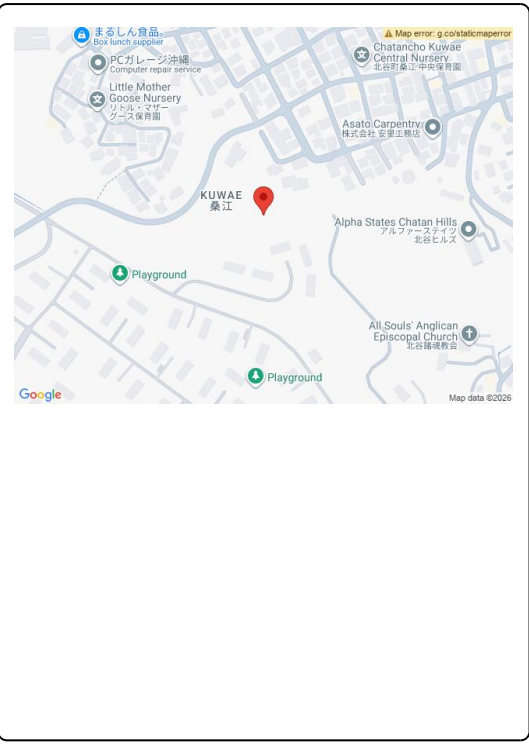 まるしん食品。
Box lunch supplier
Map error: g.co/staticmaperror
PCガレージ沖縄
Computer repair service
Chatancho Kuwae
Central Nursery
北谷町桑江中央保育園
Little Mother
Goose Nursery
リトル・マザー
グース保育園
Asato Carpentry
株式会社 安里工務店
KUWAE
桑江
Alpha States Chatan Hills
アルファーステイツ
北谷ヒルズ
Playground
All Souls' Anglican
Episcopal Church
北谷諸魂教会
Playground
Google
Map data ©2026